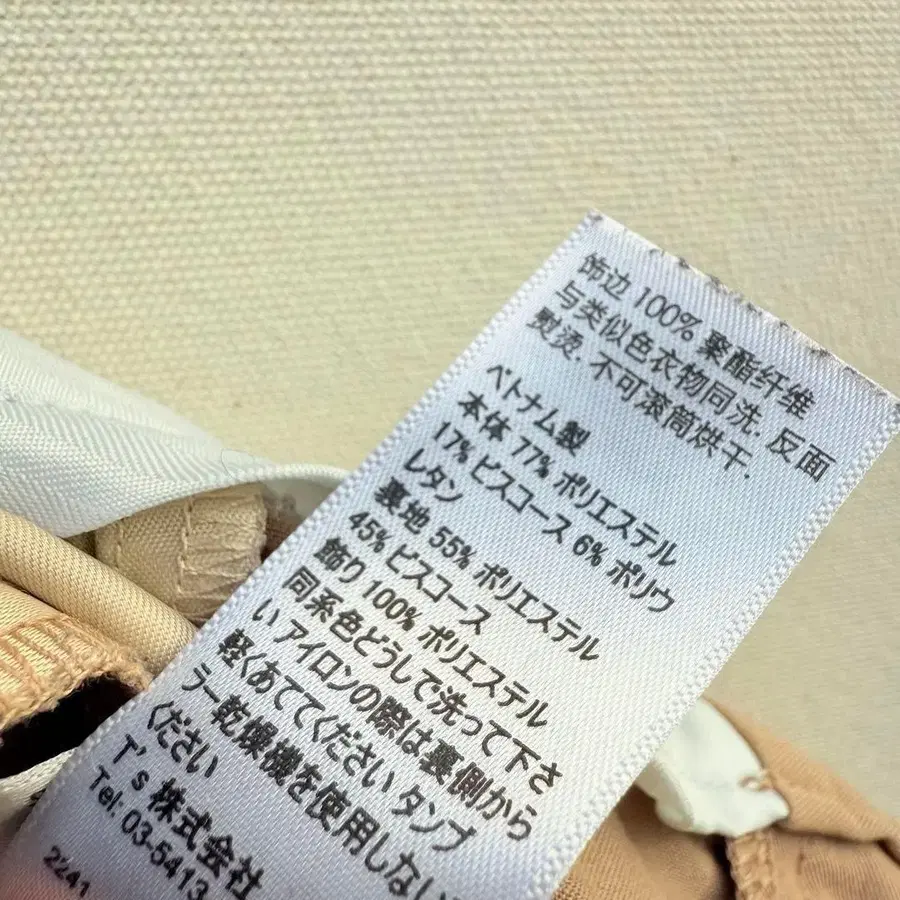 饰边 100% 聚酯纤维
与类似色衣物同洗. 反面
熨烫. 不可滚筒烘干.
ベトナム製
本体 77% ポリエステル
17% ビスコース 6% ポリウ
レタン
裏地 55% ポリエステル
45% ビスコース
飾り 100% ポリエステル
同系色どうしで洗って下さ
い アイロンの際は裏側から
軽くあててください タンブ
ラー乾燥機を使用しない
ください
T's 株式会社
Tel: 03-5413
2241